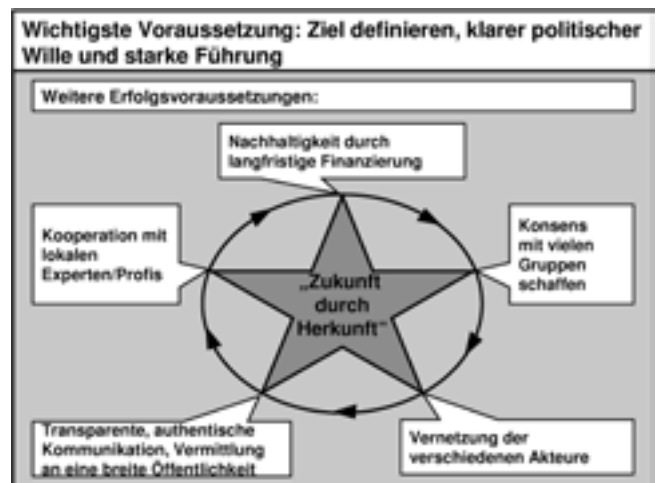 Wichtigste Voraussetzung: Ziel definieren, klarer politischer
Wille und starke Führung
Weitere Erfolgsvoraussetzungen:
Nachhaltigkeit durch
langfristige Finanzierung
Kooperation mit
lokalen
Experten/Profis
Konsens
mit vielen
Gruppen
schaffen
„Zukunft
durch
Herkunft“
Transparente, authentische
Kommunikation, Vermittlung
an eine breite Öffentlichkeit
Vernetzung der
verschiedenen Akteure